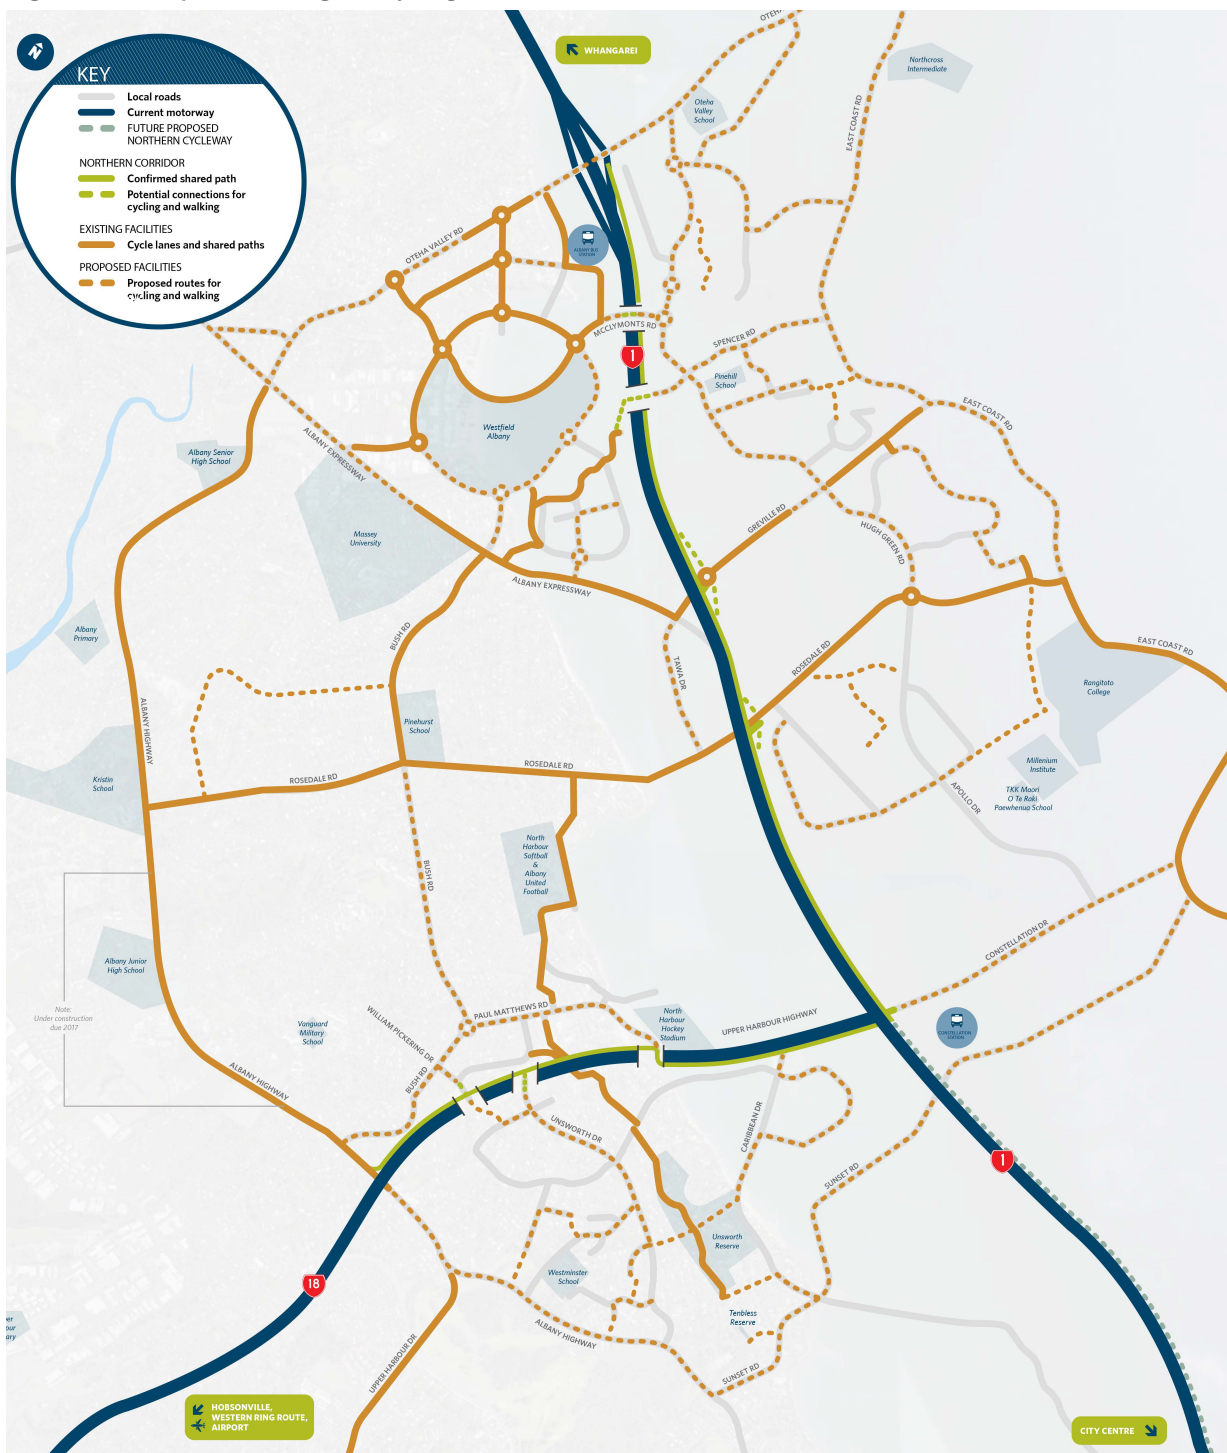 N
KEY
Local roads
Current motorway
FUTURE PROPOSED
NORTHERN CYCLEWAY
NORTHERN CORRIDOR
Confirmed shared path
Potential connections for
cycling and walking
EXISTING FACILITIES
Cycle lanes and shared paths
PROPOSED FACILITIES
Proposed routes for
cycling and walking
WHANGAREI
Northcross
Intermediate
Oteha
Valley
School
EAST COAST RD
OTEHA VALLEY RD
ALBANY BUS
STATION
MCCLYMONTS RD
1
SPENCER RD
Pinehill
School
EAST COAST RD
Westfield
Albany
ALBANY EXPRESSWAY
Albany Senior
High School
Massey
University
GREVILLE RD
HUGH GREEN RD
ALBANY EXPRESSWAY
Albany
Primary
BUSH RD
TAWA DR
ROSEDALE RD
EAST COAST RD
Rangitoto
College
ALBANY HIGHWAY
Pinehurst
School
Kristin
School
ROSEDALE RD
ROSEDALE RD
Millenium
Institute
TKK Maori
O Te Raki
Paewhenua School
APOLLO DR
North
Harbour
Softball
&
Albany
United
Football
BUSH RD
CONSTELLATION DR
Albany Junior
High School
Note:
Under construction
due 2017
Vanguard
Military
School
WILLIAM PICKERING DR
PAUL MATTHEWS RD
North
Harbour
Hockey
Stadium
UPPER HARBOUR HIGHWAY
CONSTELLATION
STATION
BUSH RD
ALBANY HIGHWAY
UNSWORTH DR
CARIBBEAN DR
SUNSET RD
1
Unsworth
Reserve
Westminster
School
18
Tenbless
Reserve
ALBANY HIGHWAY
UPPER HARBOUR DR
SUNSET RD
HOBSONVILLE,
WESTERN RING ROUTE,
AIRPORT
CITY CENTRE